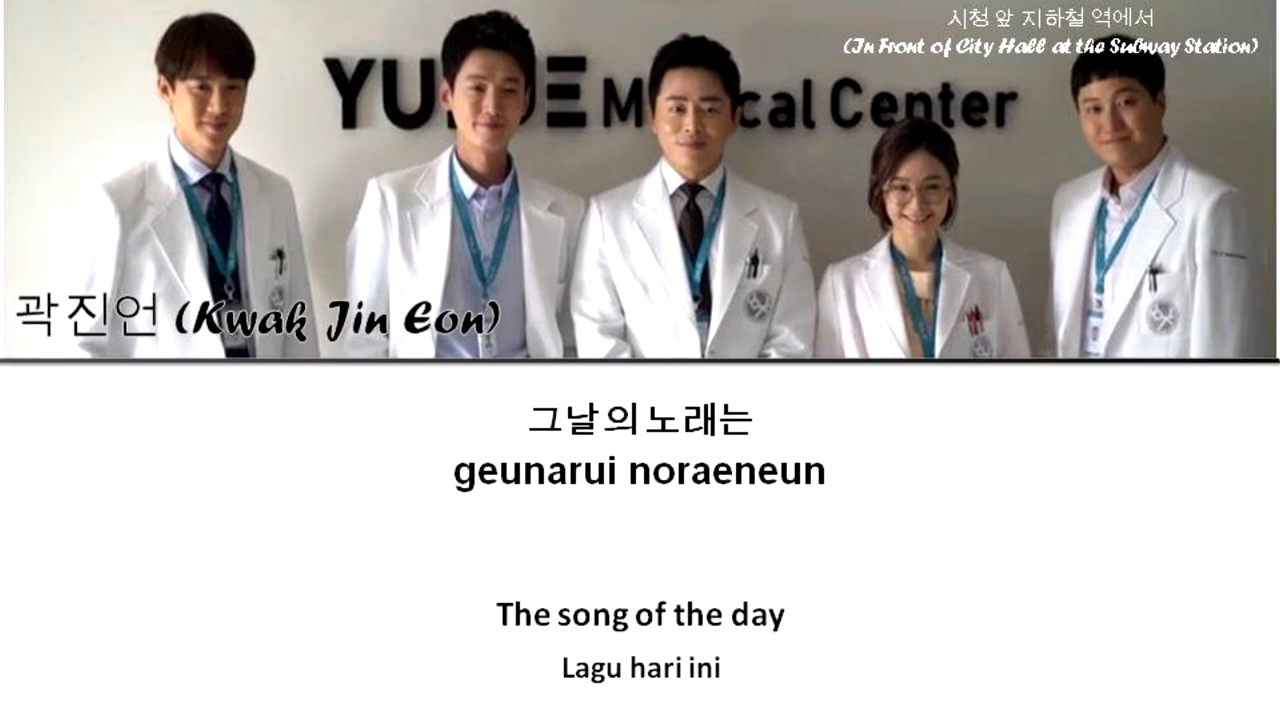 시청 앞 지하철 역에서
(In Front of City Hall at the Subway Station)
YU E M cal Center
곽진언 (Kwak Jin Eon)
그날의 노래는
geunarui noraeneun
The song of the day
Lagu hari ini